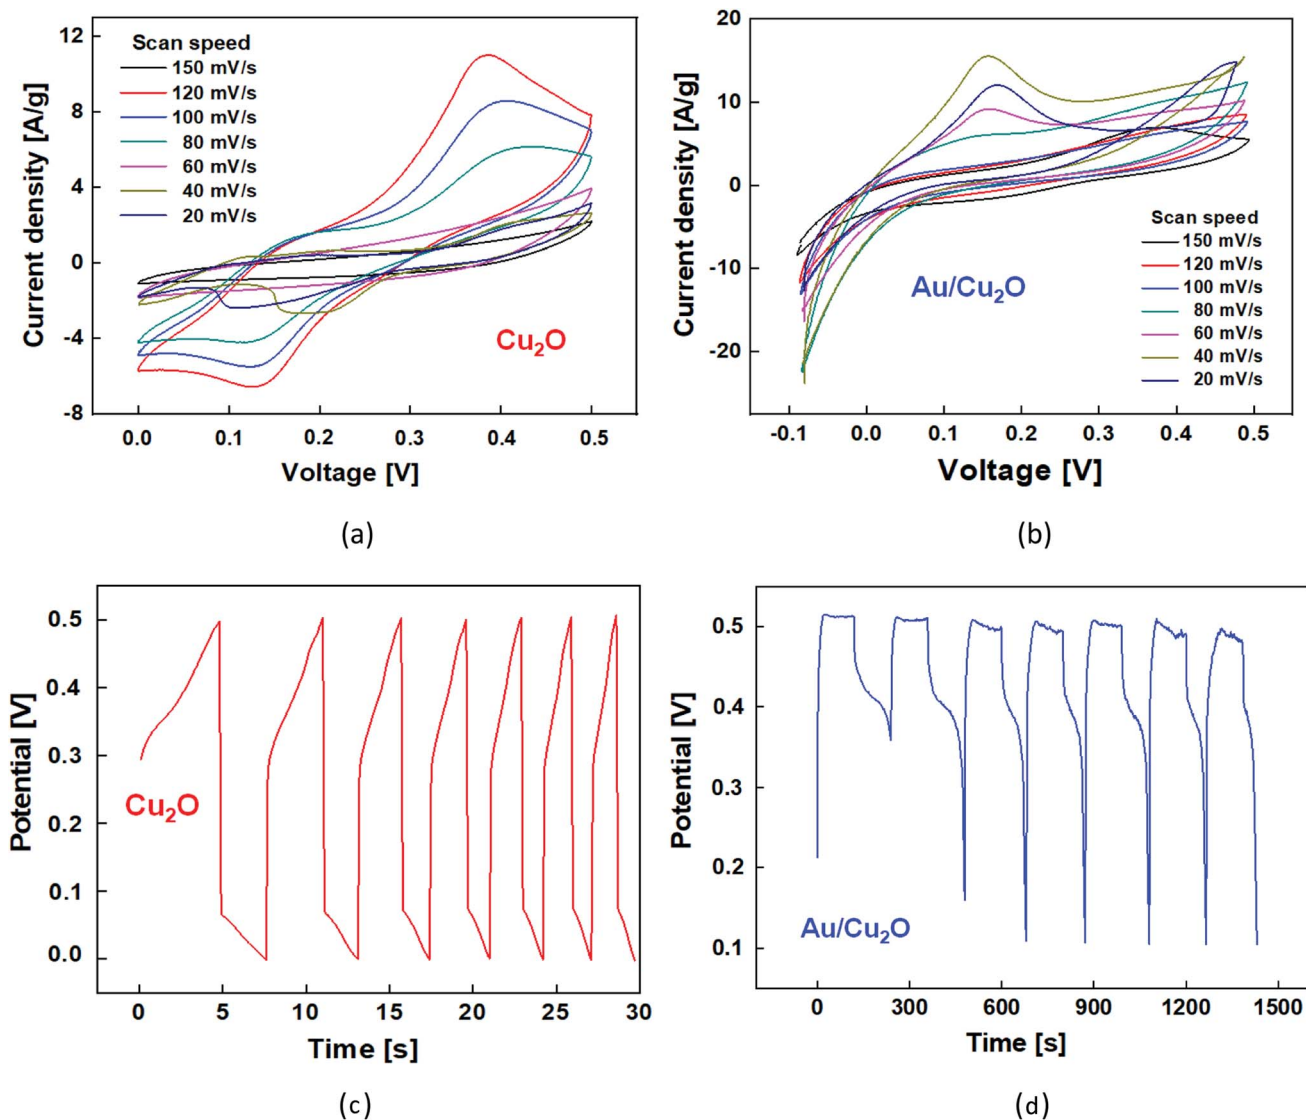 12
8
4
0
-4
-8
Current density [A/g]
Scan speed
150 mV/s
120 mV/s
100 mV/s
80 mV/s
60 mV/s
40 mV/s
20 mV/s
Cu₂O
0.0 0.1 0.2 0.3 0.4 0.5
Voltage [V]
(a)
20
10
0
-10
-20
Current density [A/g]
Au/Cu₂O
Scan speed
150 mV/s
120 mV/s
100 mV/s
80 mV/s
60 mV/s
40 mV/s
20 mV/s
-0.1 0.0 0.1 0.2 0.3 0.4 0.5
Voltage [V]
(b)
0.5
0.4
0.3
0.2
0.1
0.0
Potential [V]
Cu₂O
0 5 10 15 20 25 30
Time [s]
(c)
0.5
0.4
0.3
0.2
0.1
Potential [V]
Au/Cu₂O
0 300 600 900 1200 1500
Time [s]
(d)